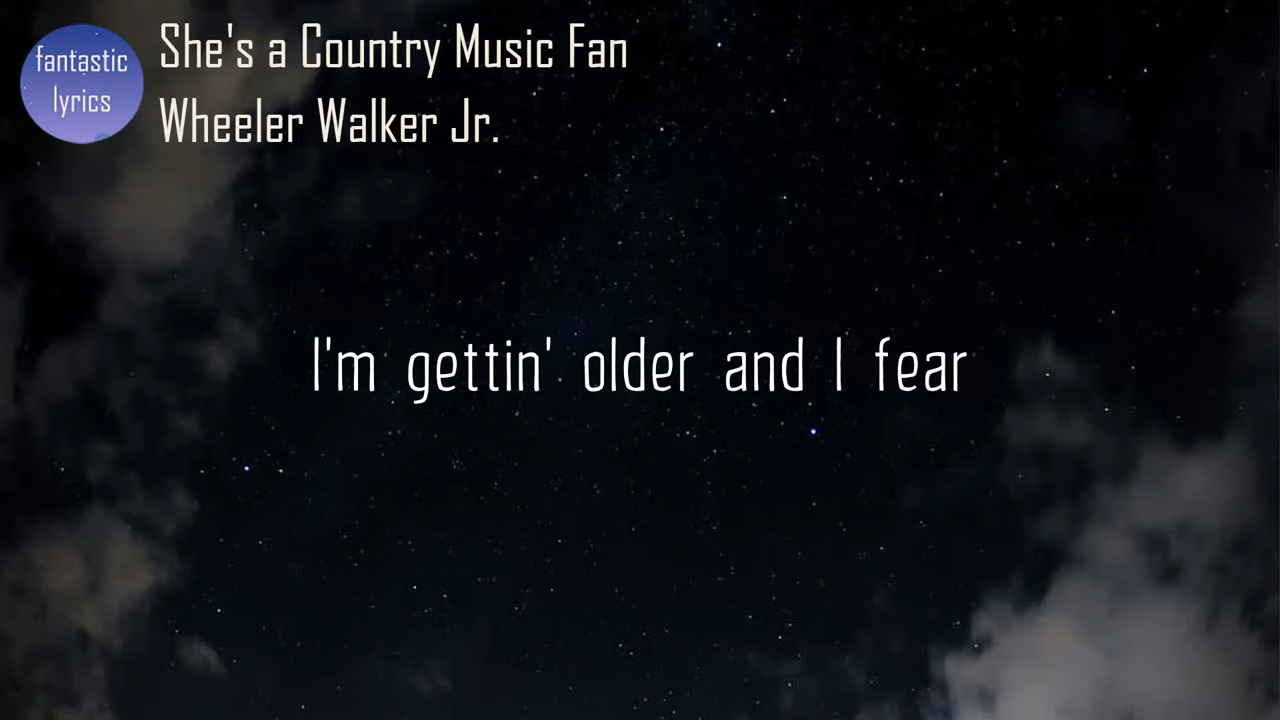 fantastic
lyrics
She's a Country Music Fan
Wheeler Walker Jr.
I'm gettin' older and I fear